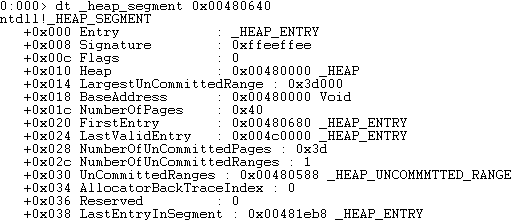 0:000> dt _heap_segment 0x00480640
ntdll!_HEAP_SEGMENT
+0x000 Entry : _HEAP_ENTRY
+0x008 Signature : 0xffeeffee
+0x00c Flags : 0
+0x010 Heap : 0x00480000 _HEAP
+0x014 LargestUnCommittedRange : 0x3d000
+0x018 BaseAddress : 0x00480000 Void
+0x01c NumberOfPages : 0x40
+0x020 FirstEntry : 0x00480680 _HEAP_ENTRY
+0x024 LastValidEntry : 0x004c0000 _HEAP_ENTRY
+0x028 NumberOfUnCommittedPages : 0x3d
+0x02c NumberOfUnCommittedRanges : 1
+0x030 UnCommittedRanges : 0x00480588 _HEAP_UNCOMMMTTED_RANGE
+0x034 AllocatorBackTraceIndex : 0
+0x036 Reserved : 0
+0x038 LastEntryInSegment : 0x00481eb8 _HEAP_ENTRY